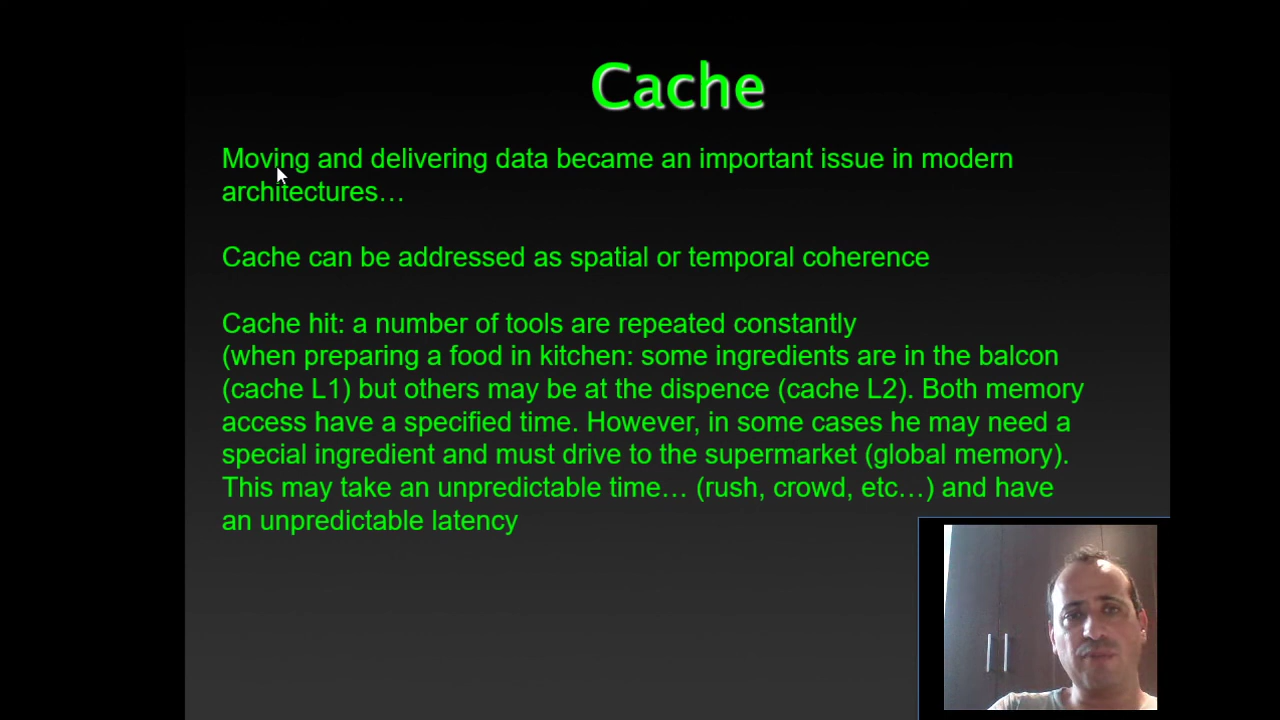 Cache
Moving and delivering data became an important issue in modern
architectures…
Cache can be addressed as spatial or temporal coherence
Cache hit: a number of tools are repeated constantly
(when preparing a food in kitchen: some ingredients are in the balcon
(cache L1) but others may be at the dispence (cache L2). Both memory
access have a specified time. However, in some cases he may need a
special ingredient and must drive to the supermarket (global memory).
This may take an unpredictable time… (rush, crowd, etc…) and have
an unpredictable latency